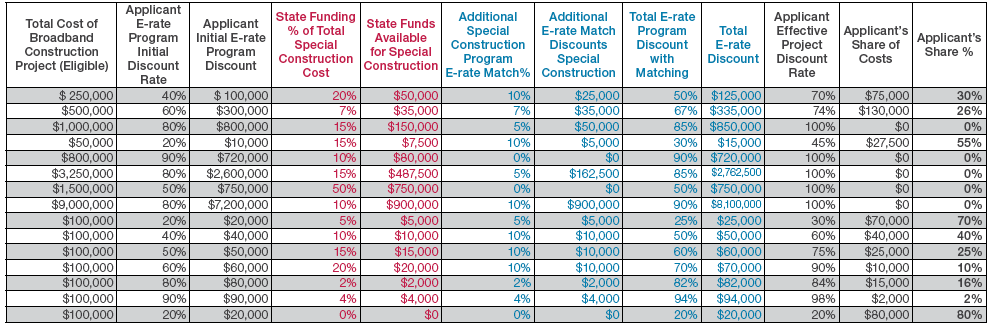 Total Cost of Broadband Construction Project (Eligible) | Applicant E-rate Program Initial Discount Rate | Applicant Initial E-rate Program Discount | State Funding % of Total Special Construction Cost | State Funds Available for Special Construction | Additional Special Construction Program E-rate Match% | Additional E-rate Match Discounts Special Construction | Total E-rate Program Discount with Matching | Total E-rate Discount | Applicant Effective Project Discount Rate | Applicant's Share of Costs | Applicant's Share %
$ 250,000 40% $ 100,000 20% $50,000 10% $25,000 50% $125,000 70% $75,000 30%
$500,000 60% $300,000 7% $35,000 7% $35,000 67% $335,000 74% $130,000 26%
$1,000,000 80% $800,000 15% $150,000 5% $50,000 85% $850,000 100% $0 0%
$50,000 20% $10,000 15% $7,500 10% $5,000 30% $15,000 45% $27,500 55%
$800,000 90% $720,000 10% $80,000 0% $0 90% $720,000 100% $0 0%
$3,250,000 80% $2,600,000 15% $487,500 5% $162,500 85% $2,762,500 100% $0 0%
$1,500,000 50% $750,000 50% $750,000 0% $0 50% $750,000 100% $0 0%
$9,000,000 80% $7,200,000 10% $900,000 10% $900,000 90% $8,100,000 100% $0 0%
$100,000 20% $20,000 5% $5,000 5% $5,000 25% $25,000 30% $70,000 70%
$100,000 40% $40,000 10% $10,000 10% $10,000 50% $50,000 60% $40,000 40%
$100,000 50% $50,000 15% $15,000 10% $10,000 60% $60,000 75% $25,000 25%
$100,000 60% $60,000 20% $20,000 10% $10,000 70% $70,000 90% $10,000 10%
$100,000 80% $80,000 2% $2,000 2% $2,000 82% $82,000 84% $15,000 16%
$100,000 90% $90,000 4% $4,000 4% $4,000 94% $94,000 98% $2,000 2%
$100,000 20% $20,000 0% $0 0% $0 20% $20,000 20% $80,000 80%